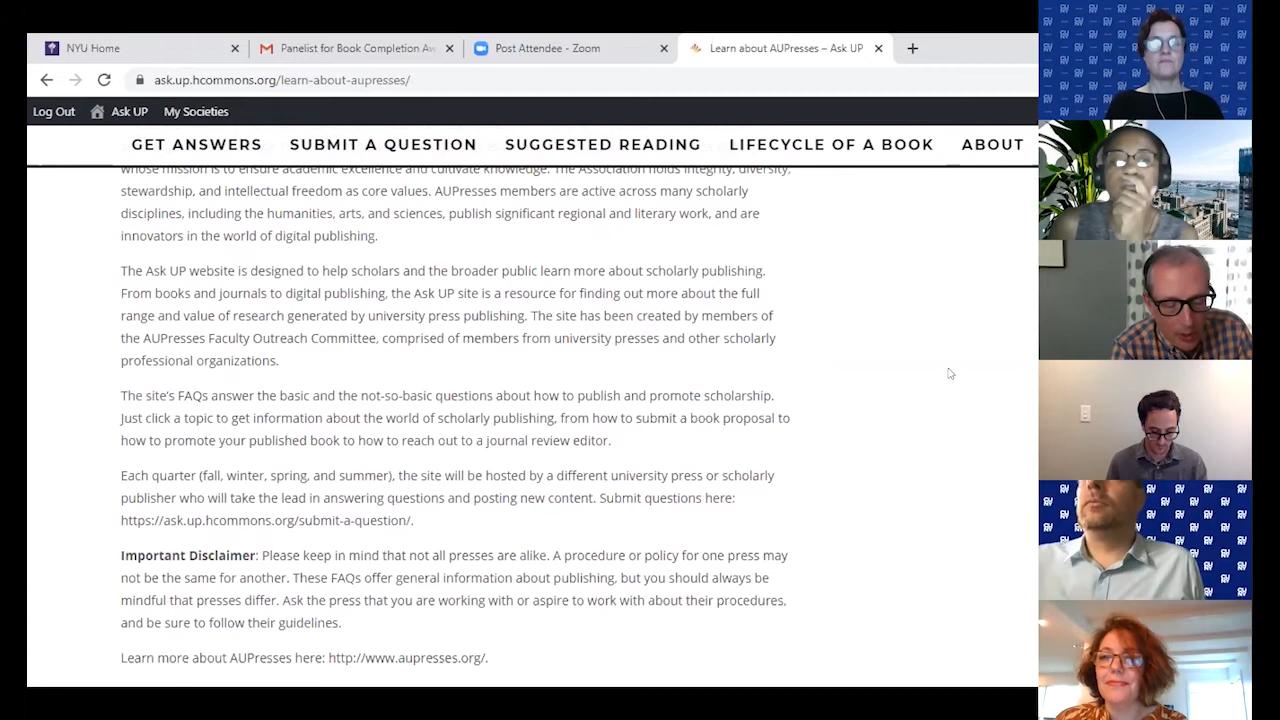 NYU Home
Panelist for Book Completion Aw
Post Attendee - Zoom
Learn about AUPresses – Ask UP
ask.up.hcommons.org/learn-about-aupresses/
Log Out Ask UP My Societies
GET ANSWERS SUBMIT A QUESTION SUGGESTED READING LIFECYCLE OF A BOOK ABOUT
whose mission is to ensure academic excellence and cultivate knowledge. The Association holds integrity, diversity,
stewardship, and intellectual freedom as core values. AUPresses members are active across many scholarly
disciplines, including the humanities, arts, and sciences, publish significant regional and literary work, and are
innovators in the world of digital publishing.
The Ask UP website is designed to help scholars and the broader public learn more about scholarly publishing.
From books and journals to digital publishing, the Ask UP site is a resource for finding out more about the full
range and value of research generated by university press publishing. The site has been created by members of
the AUPresses Faculty Outreach Committee, comprised of members from university presses and other scholarly
professional organizations.
The site's FAQs answer the basic and the not-so-basic questions about how to publish and promote scholarship.
Just click a topic to get information about the world of scholarly publishing, from how to submit a book proposal to
how to promote your published book to how to reach out to a journal review editor.
Each quarter (fall, winter, spring, and summer), the site will be hosted by a different university press or scholarly
publisher who will take the lead in answering questions and posting new content. Submit questions here:
https://ask.up.hcommons.org/submit-a-question/.
Important Disclaimer: Please keep in mind that not all presses are alike. A procedure or policy for one press may
not be the same for another. These FAQs offer general information about publishing, but you should always be
mindful that presses differ. Ask the press that you are working with or aspire to work with about their procedures,
and be sure to follow their guidelines.
Learn more about AUPresses here: http://www.aupresses.org/.